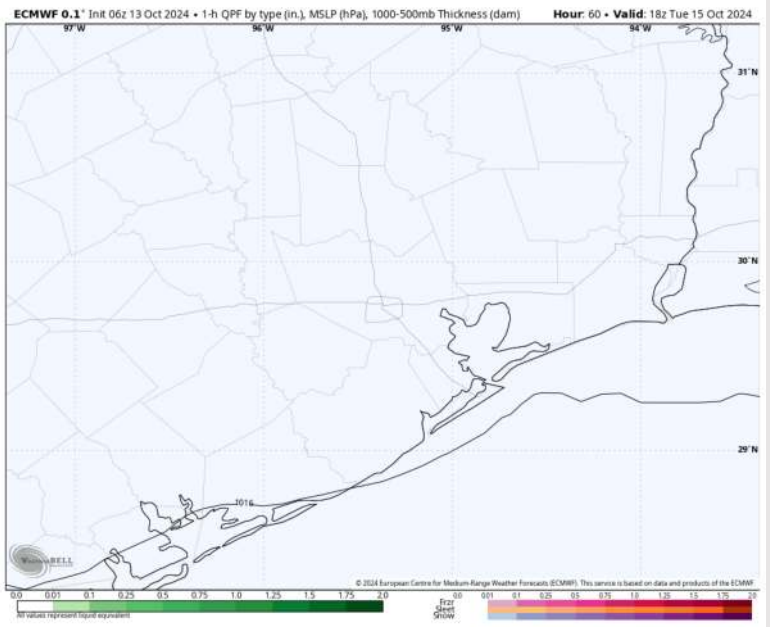 ECMWF 0.1° Init 06z 13 Oct 2024 • 1-h QPF by type (in.), MSLP (hPa), 1000-500mb Thickness (dam) Hour: 60 • Valid: 18z Tue 15 Oct 2024
97°W 96°W 95°W 94°W
31°N
30°N
29°N
1016
WeatherBELL
© 2024 European Centre for Medium-Range Weather Forecasts (ECMWF). This service is based on data and products of the ECMWF
0.0 0.01 0.1 0.25 0.5 0.75 1.0 1.25 1.5 1.75 2.0 0.0 0.01 0.1 0.25 0.5 0.75 1.0 1.25 1.5 1.75 2.0
Frzr
Sleet
Snow
All values represent liquid equivalent